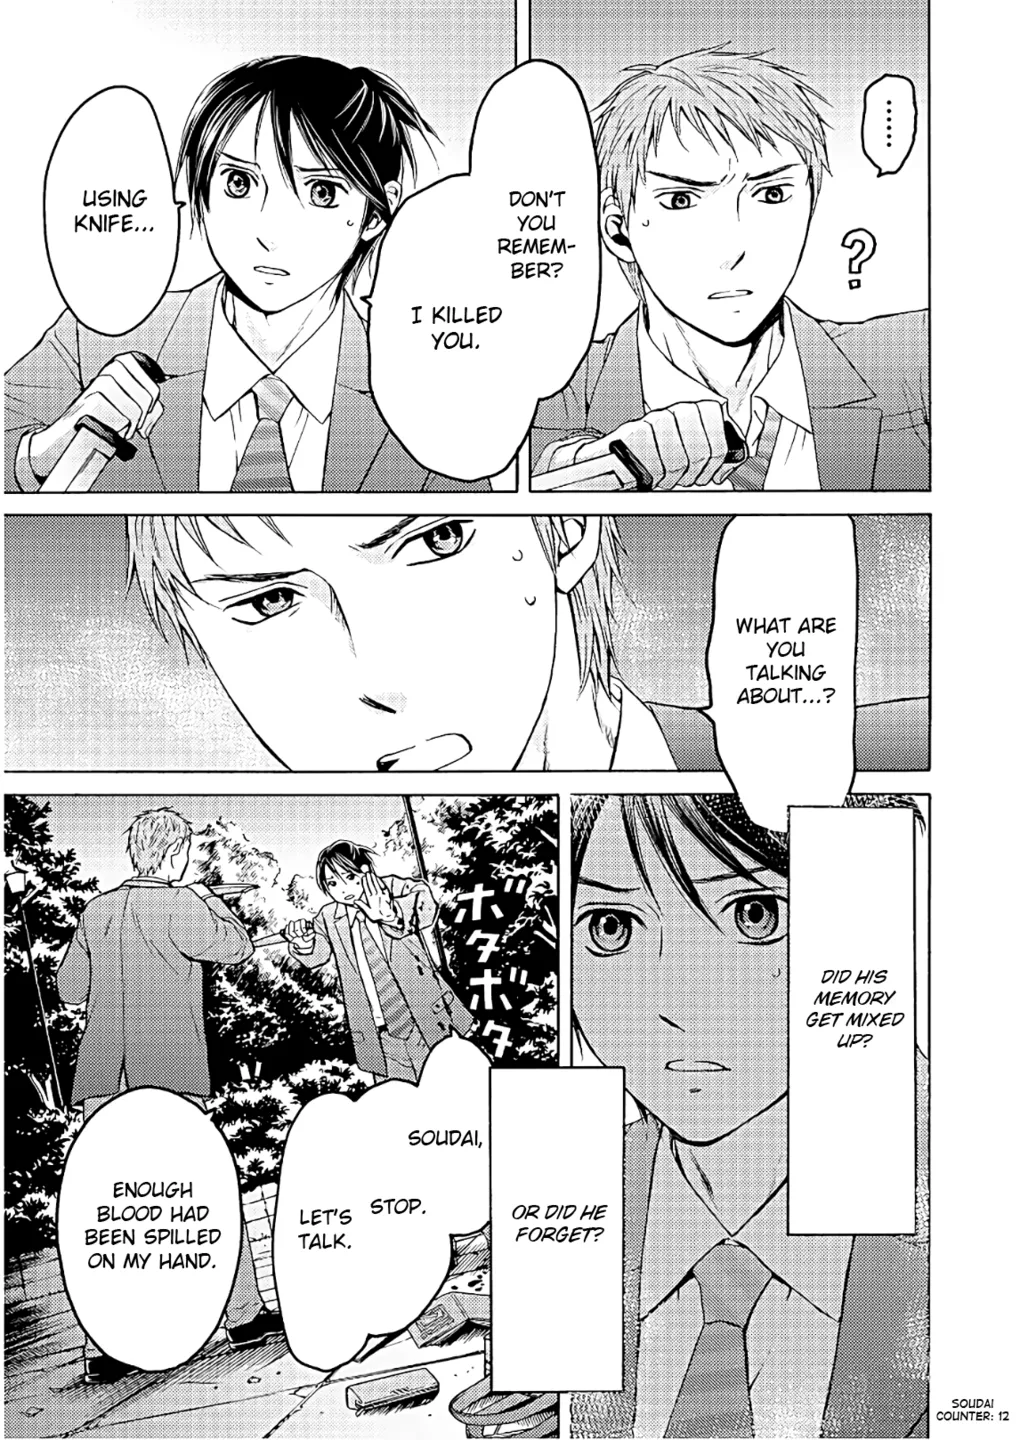 ......
?
DON'T
YOU
REMEM-
BER?
I KILLED
YOU.
USING
KNIFE...
WHAT ARE
YOU
TALKING
ABOUT...?
DID HIS
MEMORY
GET MIXED
UP?
OR DID HE
FORGET?
ボタボタ
SOUDAI,
STOP.
LET'S
TALK.
ENOUGH
BLOOD HAD
BEEN SPILLED
ON MY HAND.
SOUDAI
COUNTER: 12